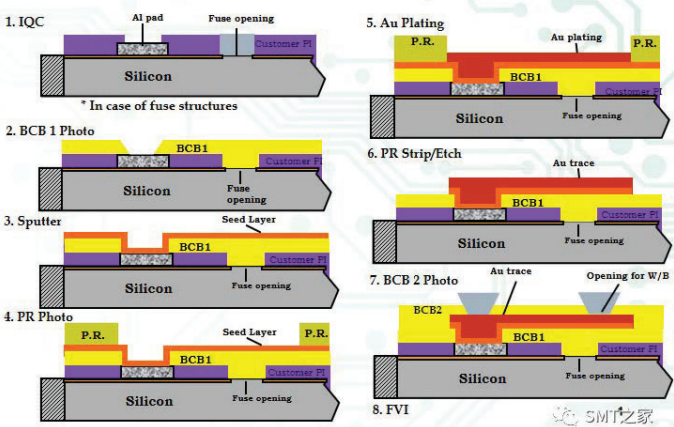 1. IQC
Al pad
Fuse opening
Customer PI
Silicon
* In case of fuse structures
2. BCB 1 Photo
BCB1
Customer PI
Silicon
Fuse
opening
3. Sputter
Seed Layer
BCB1
Customer PI
Silicon
Fuse opening
4. PR Photo
P.R.
Seed Layer
P.R.
BCB1
Customer PI
Silicon
Fuse opening
5. Au Plating
P.R.
Au plating
P.R.
BCB1
Customer PI
Silicon
Fuse opening
6. PR Strip/Etch
Au trace
BCB1
Customer PI
Silicon
Fuse opening
7. BCB 2 Photo
Au trace
Opening for W/B
BCB2
BCB1
Customer PI
Silicon
Fuse opening
8. FVI
SMT之家